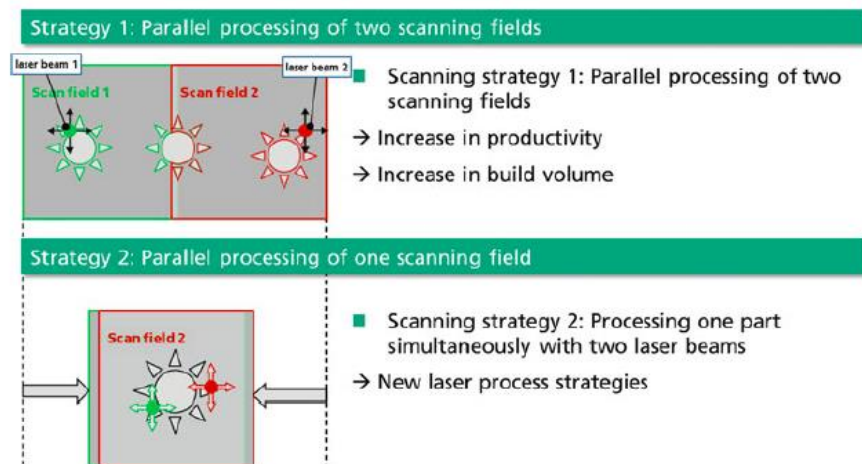 Strategy 1: Parallel processing of two scanning fields
laser beam 1
laser beam 2
Scan field 1
Scan field 2
Scanning strategy 1: Parallel processing of two
scanning fields
→ Increase in productivity
→ Increase in build volume
Strategy 2: Parallel processing of one scanning field
Scan field 2
Scanning strategy 2: Processing one part
simultaneously with two laser beams
→ New laser process strategies